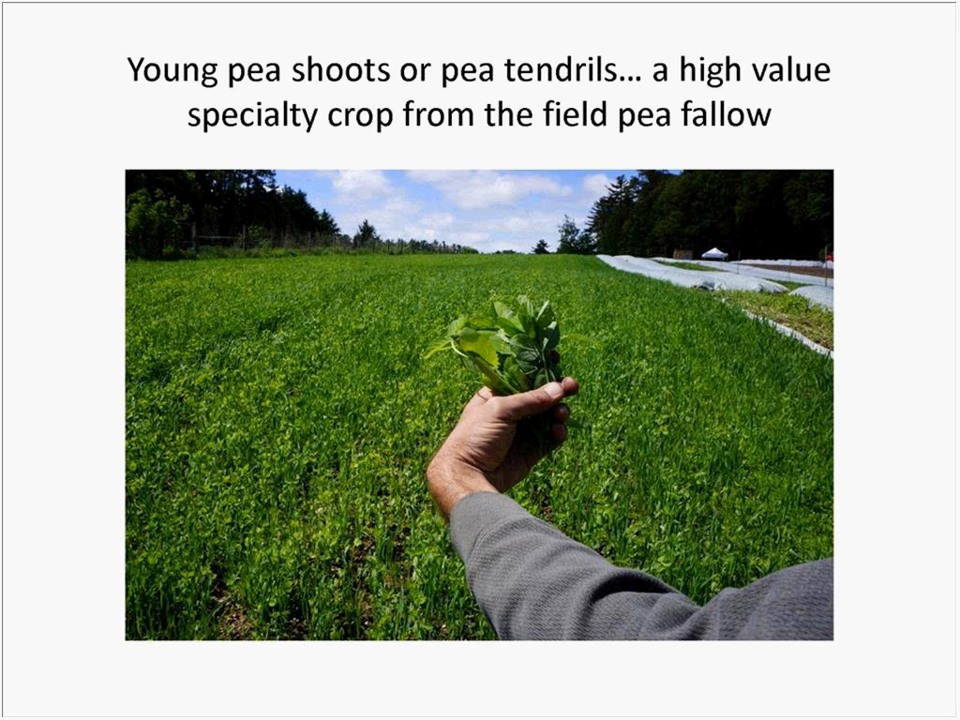 Young pea shoots or pea tendrils... a high value
specialty crop from the field pea fallow